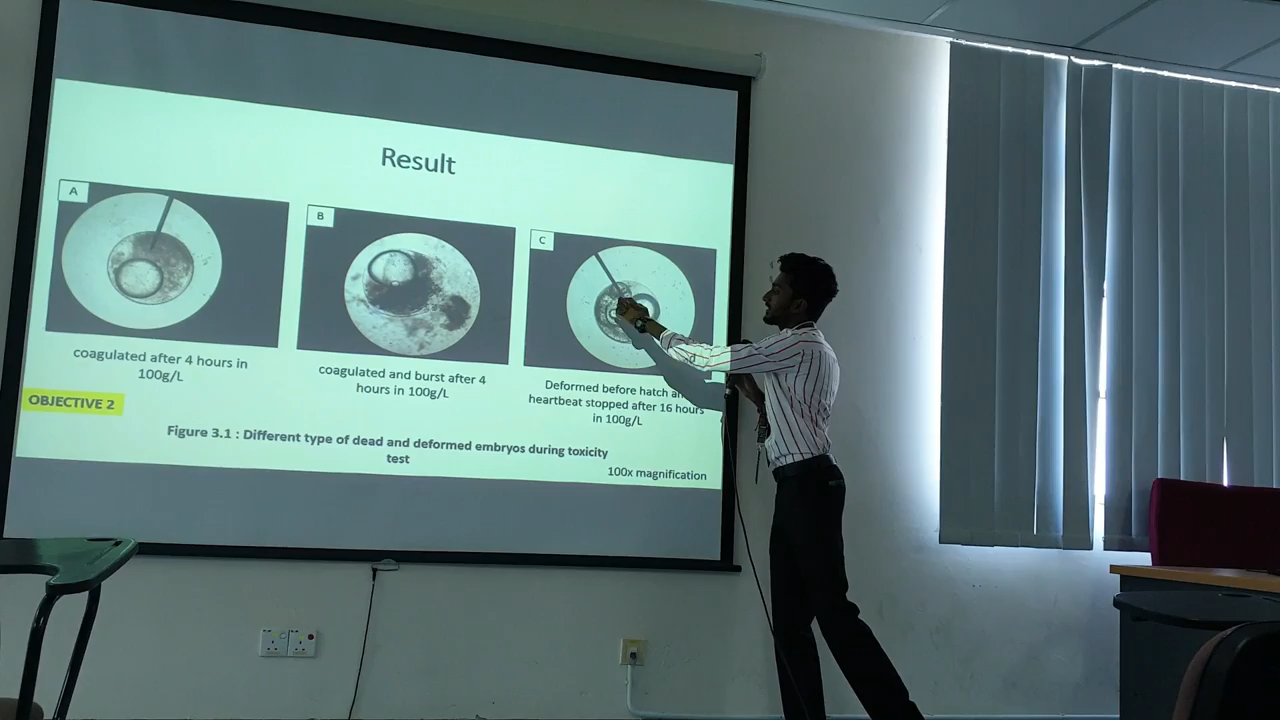 Result
A
B
C
coagulated after 4 hours in
100g/L
coagulated and burst after 4
hours in 100g/L
Deformed before hatch
heartbeat stopped after 16 hours
in 100g/L
OBJECTIVE 2
Figure 3.1 : Different type of dead and deformed embryos during toxicity
test
100x magnification